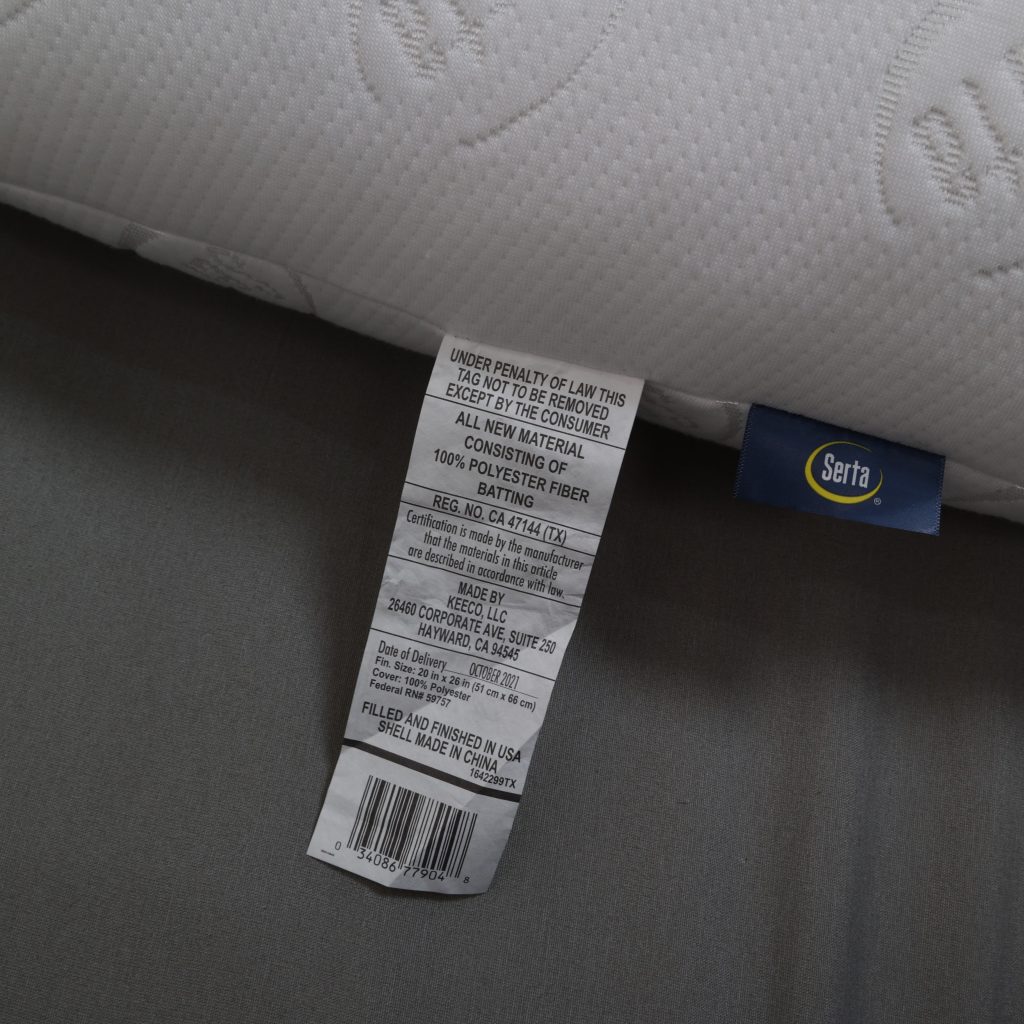 UNDER PENALTY OF LAW THIS
TAG NOT TO BE REMOVED
EXCEPT BY THE CONSUMER
ALL NEW MATERIAL
CONSISTING OF
100% POLYESTER FIBER
BATTING
REG. NO. CA 47144 (TX)
Certification is made by the manufacturer
that the materials in this article
are described in accordance with law.
MADE BY
KEECO, LLC
26460 CORPORATE AVE, SUITE 250
HAYWARD, CA 94545
Date of Delivery OCTOBER 2021
Fin. Size: 20 in x 26 in (51 cm x 66 cm)
Cover: 100% Polyester
Federal RN# 59757
FILLED AND FINISHED IN USA
SHELL MADE IN CHINA
1642299TX
0 34086 77904 8
Serta®